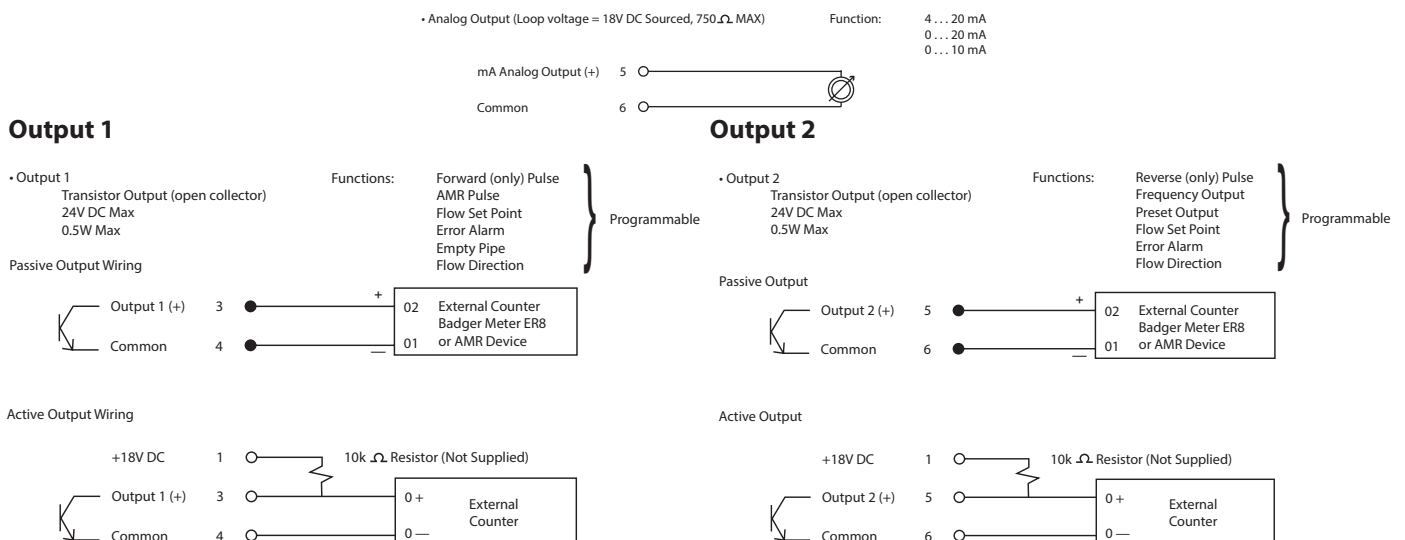 • Analog Output (Loop voltage = 18V DC Sourced, 750 Ω MAX) Function: 4 . . . 20 mA
0 . . . 20 mA
0 . . . 10 mA
mA Analog Output (+) 5
Common 6
Output 1
• Output 1 Functions: Forward (only) Pulse
Transistor Output (open collector) AMR Pulse
24V DC Max Flow Set Point
0.5W Max Error Alarm
Empty Pipe
Flow Direction
Programmable
Passive Output Wiring
Output 1 (+) 3 + 02 External Counter
Badger Meter ER8
Common 4 — 01 or AMR Device
Active Output Wiring
+18V DC 1 10k Ω Resistor (Not Supplied)
Output 1 (+) 3 0 + External
Counter
Common 4 0 —
Output 2
• Output 2 Functions: Reverse (only) Pulse
Transistor Output (open collector) Frequency Output
24V DC Max Preset Output
0.5W Max Flow Set Point
Error Alarm
Flow Direction
Programmable
Passive Output
Output 2 (+) 5 + 02 External Counter
Badger Meter ER8
Common 6 — 01 or AMR Device
Active Output
+18V DC 1 10k Ω Resistor (Not Supplied)
Output 2 (+) 5 0 + External
Counter
Common 6 0 —